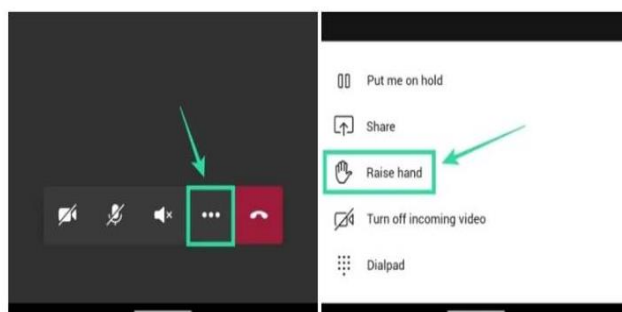 Put me on hold
Share
Raise hand
Turn off incoming video
Dialpad